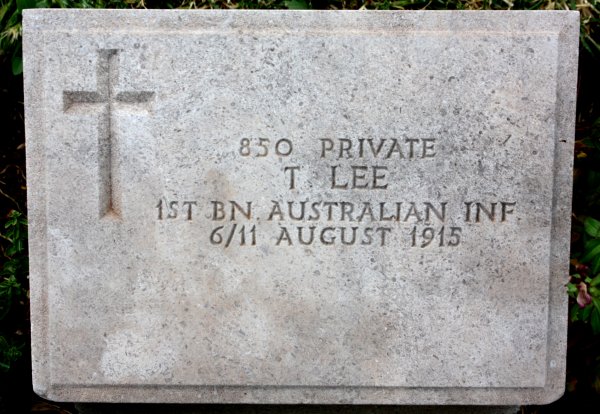 850 PRIVATE
T. LEE
1ST BN. AUSTRALIAN INF.
6/11 AUGUST 1915